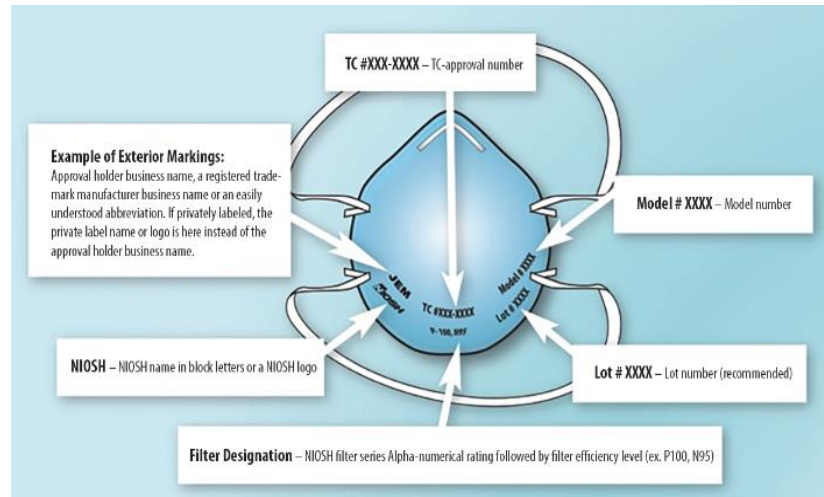 TC #XXX-XXXX – TC-approval number
Example of Exterior Markings:
Approval holder business name, a registered trade-
mark manufacturer business name or an easily
understood abbreviation. If privately labeled, the
private label name or logo is here instead of the
approval holder business name.
Model # XXXX – Model number
JEM
NIOSH
TC #XXX-XXXX
P-100, N95
Model # XXXX
Lot # XXXX
NIOSH – NIOSH name in block letters or a NIOSH logo
Lot # XXXX – Lot number (recommended)
Filter Designation – NIOSH filter series Alpha-numerical rating followed by filter efficiency level (ex. P100, N95)